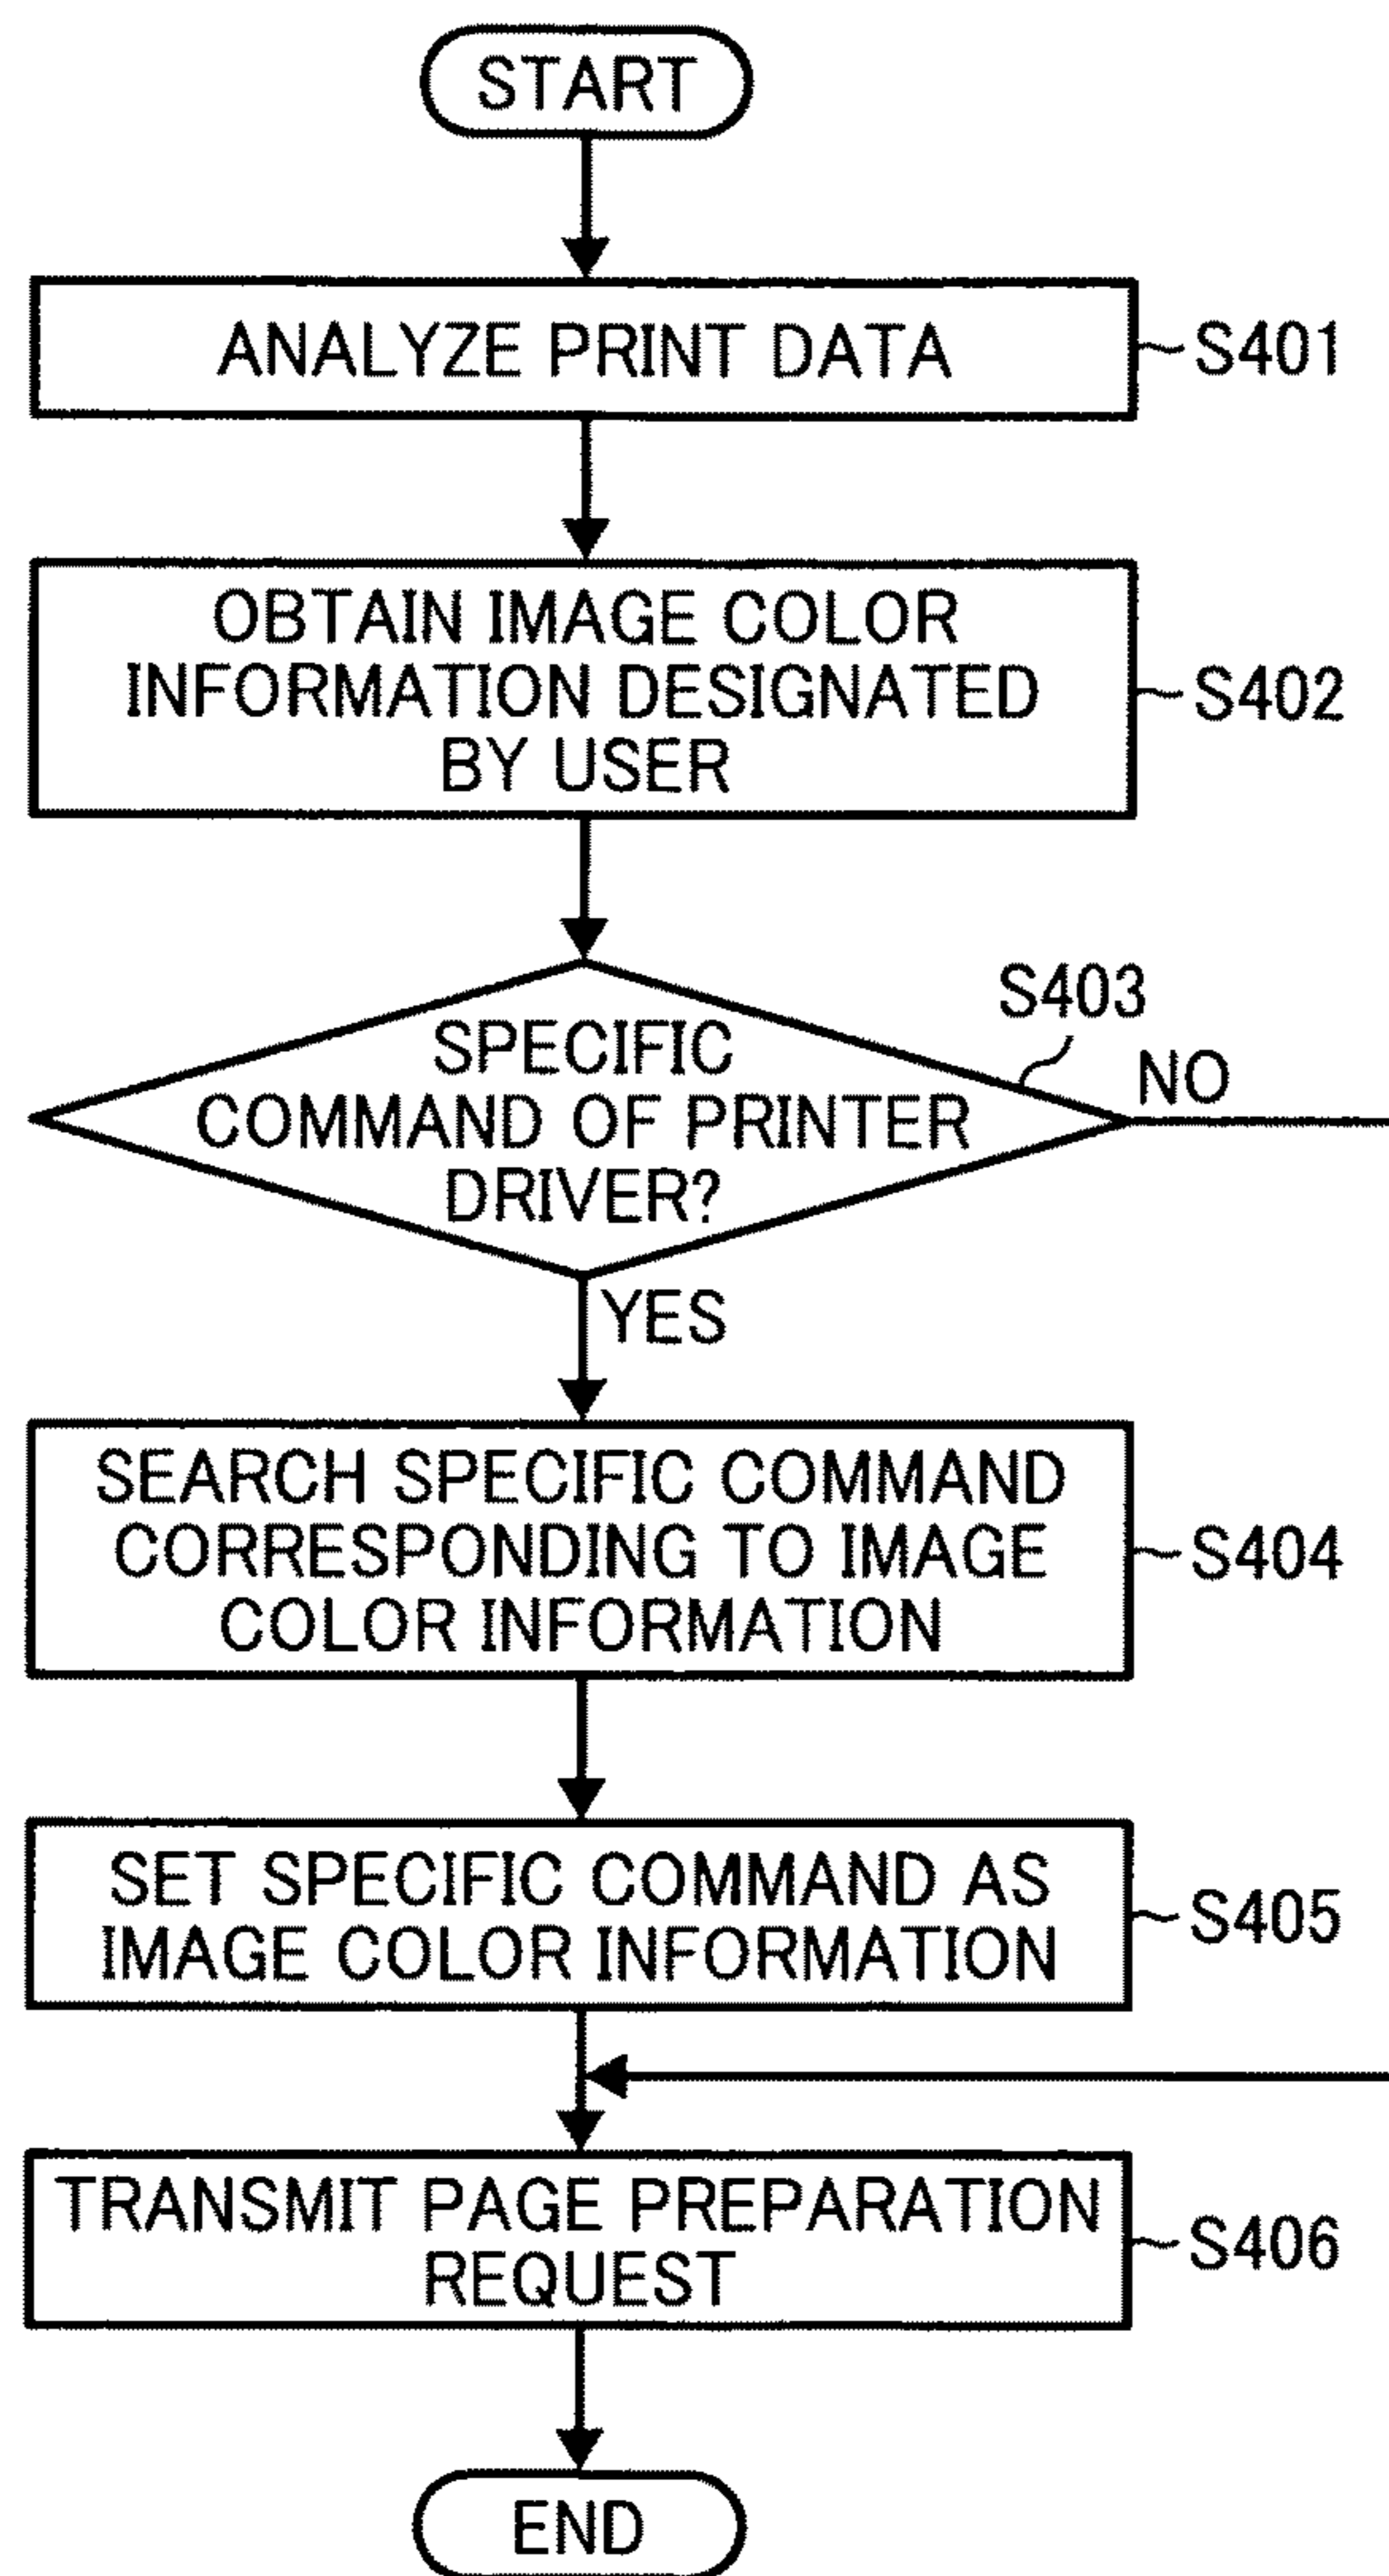 START
ANALYZE PRINT DATA
S401
OBTAIN IMAGE COLOR
INFORMATION DESIGNATED
BY USER
S402
S403
SPECIFIC
COMMAND OF PRINTER
DRIVER?
NO
YES
SEARCH SPECIFIC COMMAND
CORRESPONDING TO IMAGE
COLOR INFORMATION
S404
SET SPECIFIC COMMAND AS
IMAGE COLOR INFORMATION
S405
TRANSMIT PAGE PREPARATION
REQUEST
S406
END